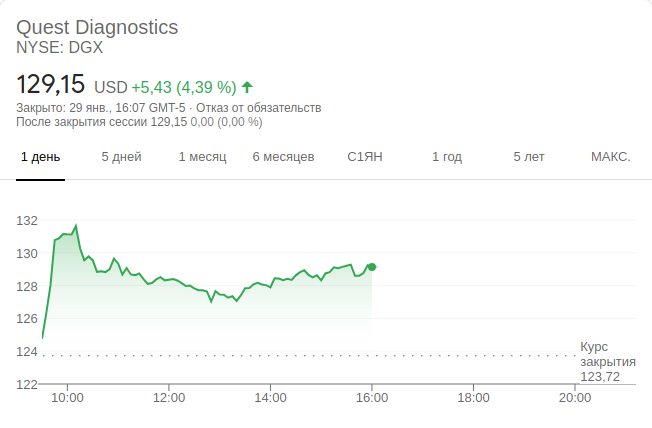 Quest Diagnostics
NYSE: DGX
129,15 USD +5,43 (4,39 %)
Закрыто: 29 янв., 16:07 GMT-5 · Отказ от обязательств
После закрытия сессии 129,15 0,00 (0,00 %)
1 день 5 дней 1 месяц 6 месяцев С1ЯН 1 год 5 лет МАКС.
132
130
128
126
124
122
Курс
закрытия
123,72
10:00 12:00 14:00 16:00 18:00 20:00